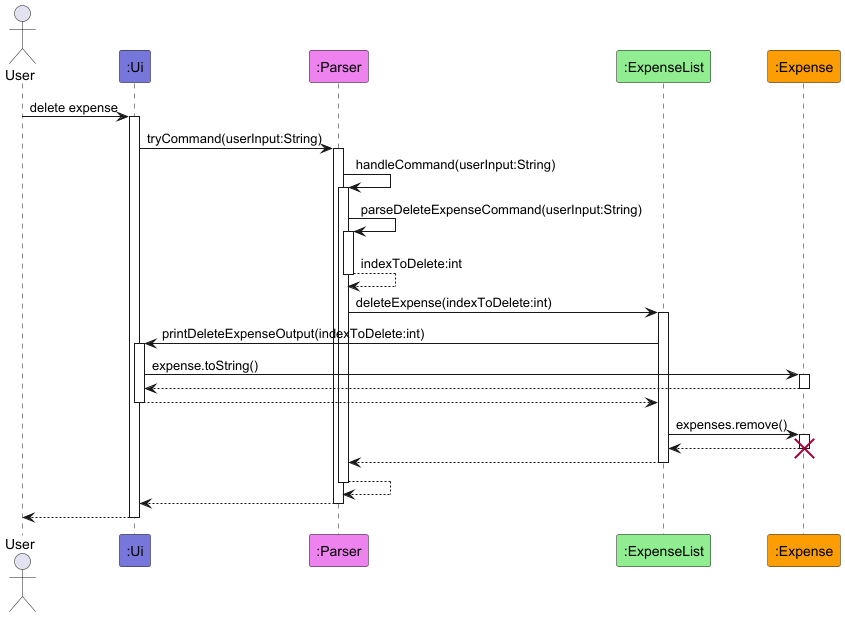 User
:Ui
:Parser
:ExpenseList
:Expense
delete expense
tryCommand(userInput:String)
handleCommand(userInput:String)
parseDeleteExpenseCommand(userInput:String)
indexToDelete:int
deleteExpense(indexToDelete:int)
printDeleteExpenseOutput(indexToDelete:int)
expense.toString()
expenses.remove()
User
:Ui
:Parser
:ExpenseList
:Expense